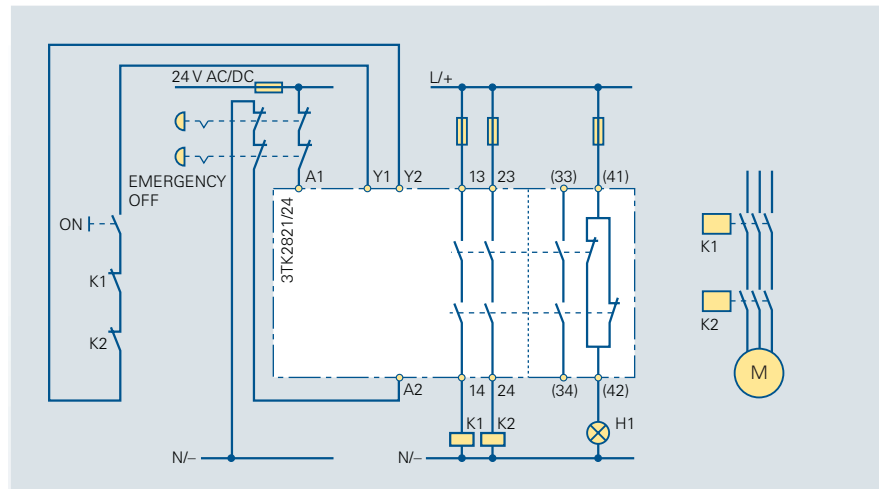 24 V AC/DC
L/+
A1
Y1
Y2
13
23
(33)
(41)
EMERGENCY
OFF
ON
3TK2821/24
K1
K1
K2
K2
M
A2
14
24
(34)
(42)
K1
K2
H1
N/–
N/–